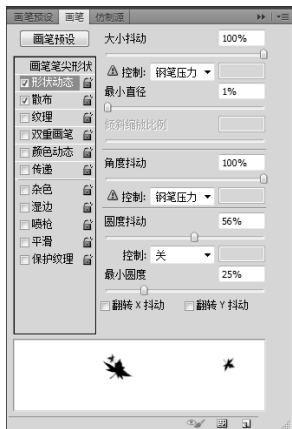 画笔预设 画笔 仿制源
画笔预设 大小抖动 100%
画笔笔尖形状
形状动态 控制: 钢笔压力
散布 最小直径 1%
纹理
双重画笔 倾斜缩放比例
颜色动态
传递 角度抖动 100%
杂色
湿边 控制: 钢笔压力
喷枪 圆度抖动 56%
平滑
保护纹理 控制: 关
最小圆度 25%
翻转 X 抖动 翻转 Y 抖动